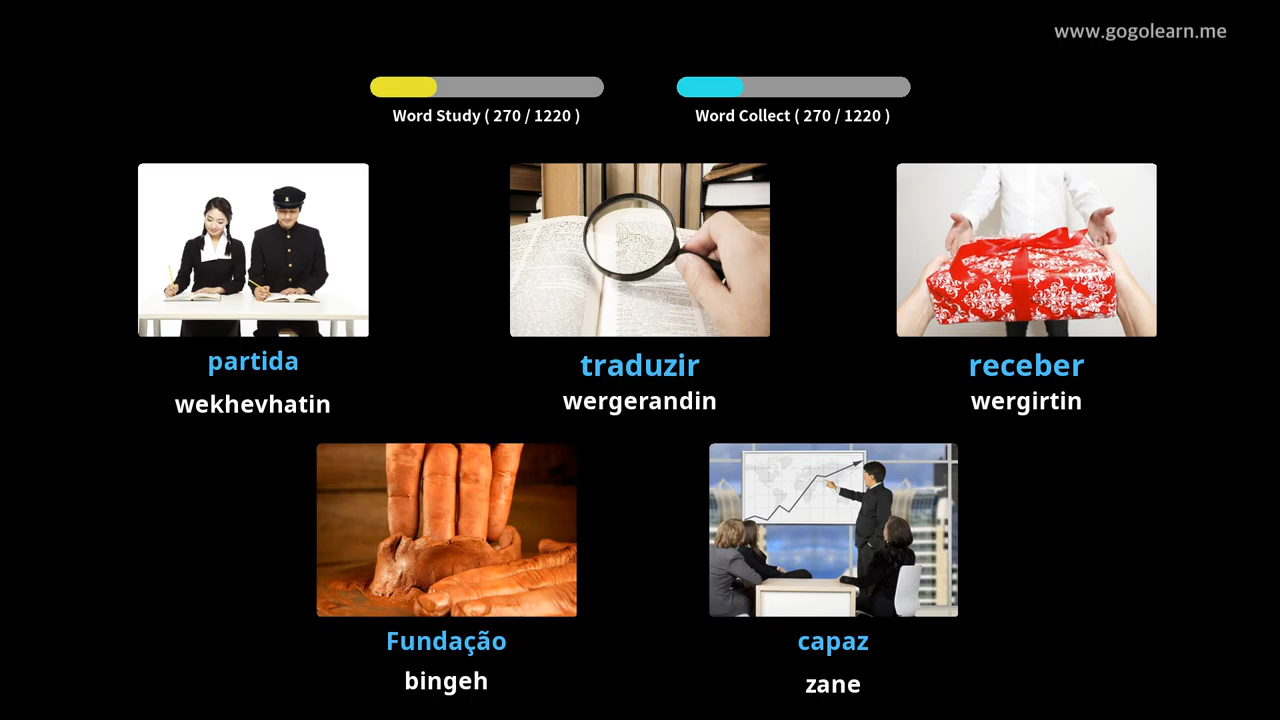 www.gogolearn.me
Word Study ( 270 / 1220 )
Word Collect ( 270 / 1220 )
partida
wekhevhatin
traduzir
wergerandin
receber
wergirtin
Fundação
bingeh
capaz
zane